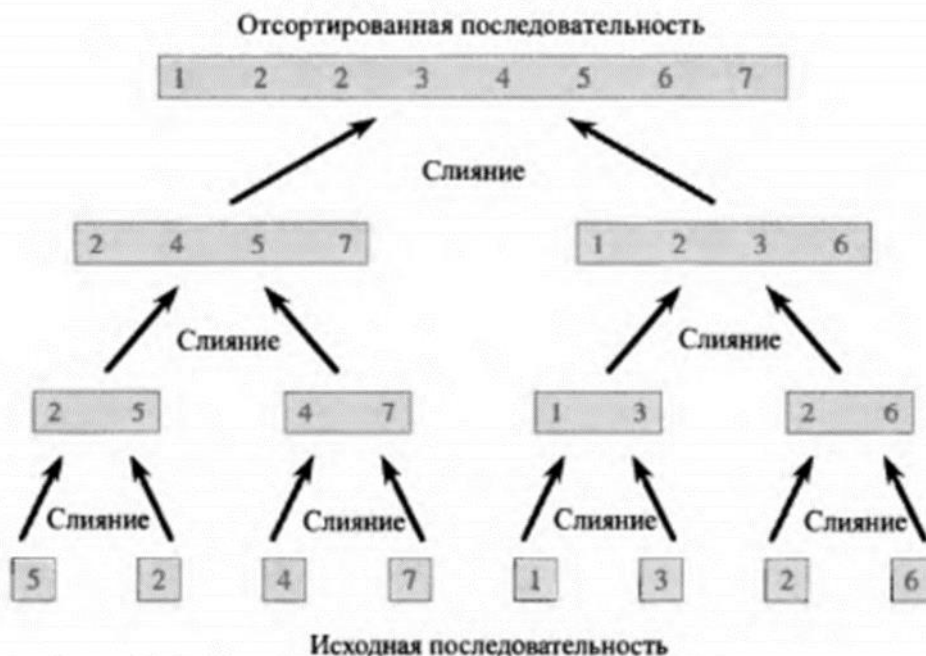 Отсортированная последовательность
1 2 2 3 4 5 6 7
Слияние
2 4 5 7
1 2 3 6
Слияние
Слияние
2 5
4 7
1 3
2 6
Слияние
Слияние
Слияние
Слияние
5
2
4
7
1
3
2
6
Исходная последовательность